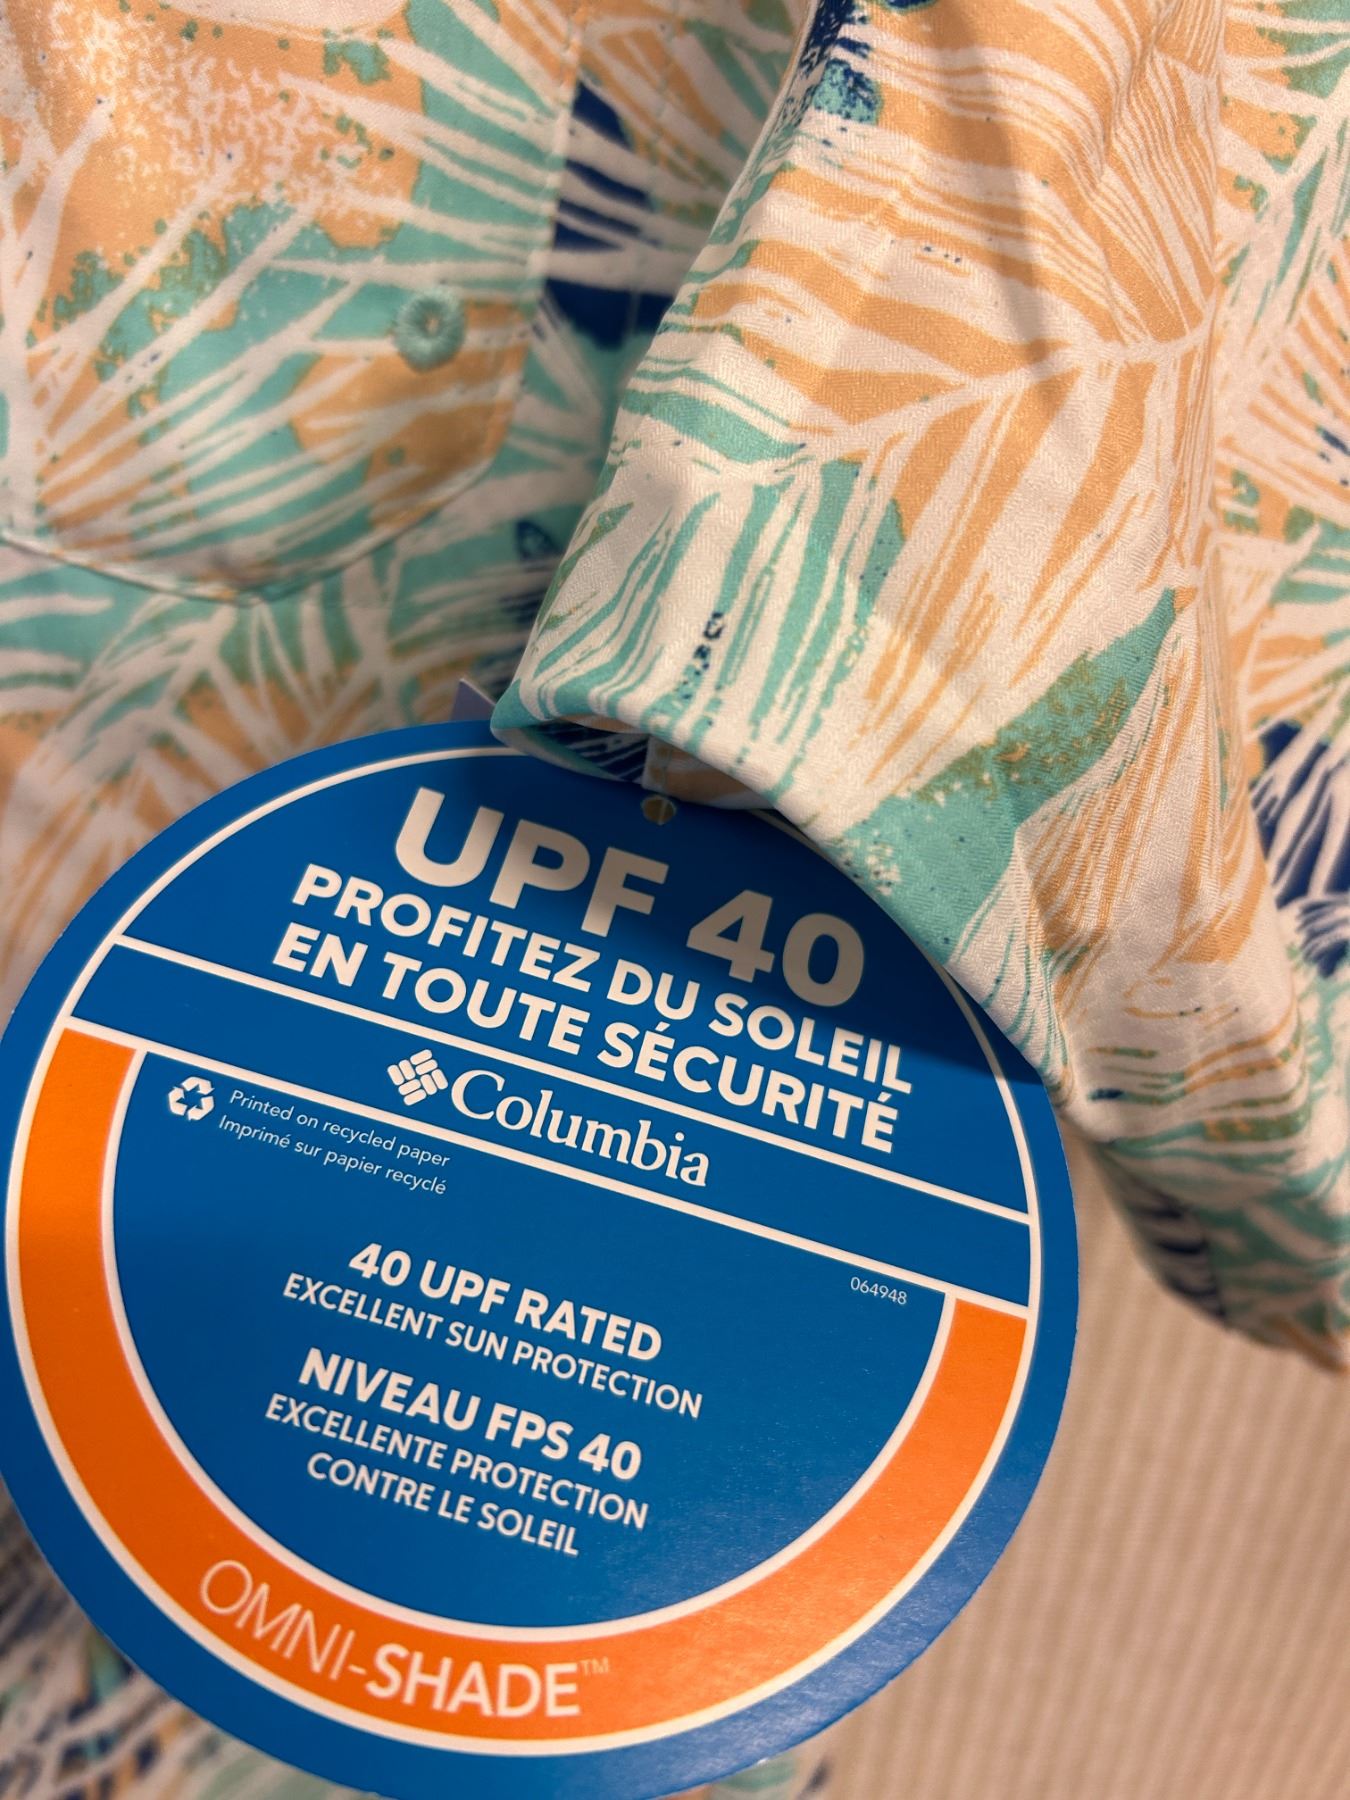 UPF 40
PROFITEZ DU SOLEIL
EN TOUTE SÉCURITÉ
Columbia
Printed on recycled paper
Imprimé sur papier recyclé
064948
40 UPF RATED
EXCELLENT SUN PROTECTION
NIVEAU FPS 40
EXCELLENTE PROTECTION
CONTRE LE SOLEIL
OMNI-SHADE™